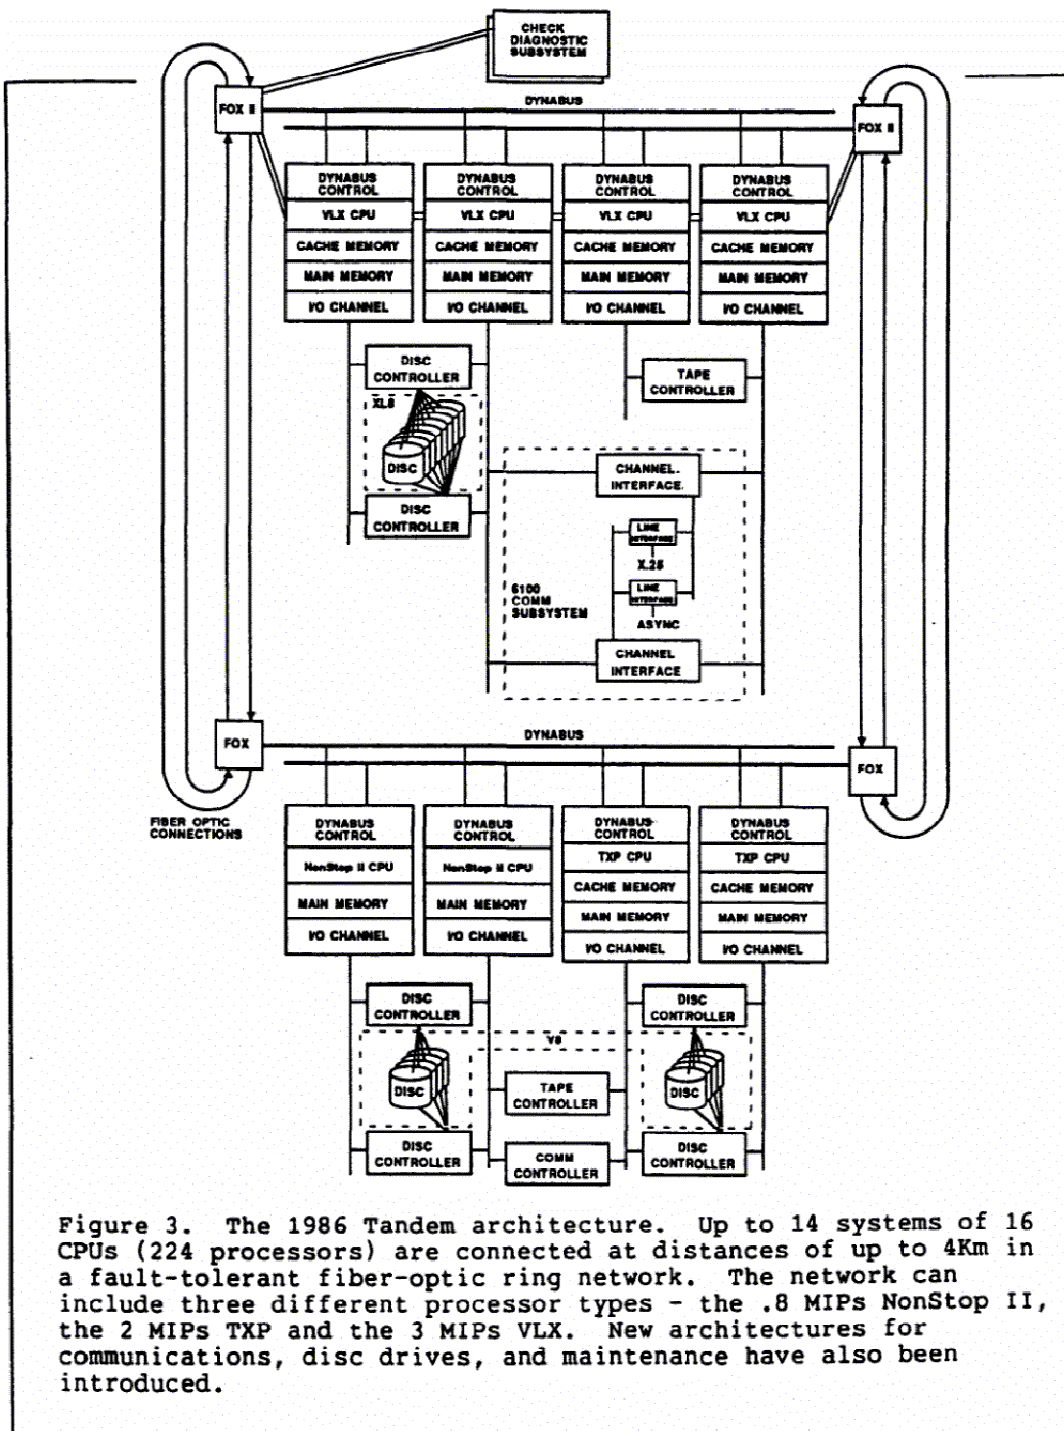 CHECK
DIAGNOSTIC
SUBSYSTEM
FOX II
DYNABUS
FOX II
DYNABUS CONTROL
VLX CPU
CACHE MEMORY
MAIN MEMORY
I/O CHANNEL
DYNABUS CONTROL
VLX CPU
CACHE MEMORY
MAIN MEMORY
I/O CHANNEL
DYNABUS CONTROL
VLX CPU
CACHE MEMORY
MAIN MEMORY
I/O CHANNEL
DYNABUS CONTROL
VLX CPU
CACHE MEMORY
MAIN MEMORY
I/O CHANNEL
DISC
CONTROLLER
XL8
DISC
DISC
CONTROLLER
TAPE
CONTROLLER
CHANNEL
INTERFACE
LINE
INTERFACE
X.25
LINE
INTERFACE
ASYNC
6100
COMM
SUBSYSTEM
CHANNEL
INTERFACE
FOX
DYNABUS
FOX
FIBER OPTIC
CONNECTIONS
DYNABUS
CONTROL
NonStop II CPU
MAIN MEMORY
I/O CHANNEL
DYNABUS
CONTROL
NonStop II CPU
MAIN MEMORY
I/O CHANNEL
DYNABUS
CONTROL
TXP CPU
CACHE MEMORY
MAIN MEMORY
I/O CHANNEL
DYNABUS
CONTROL
TXP CPU
CACHE MEMORY
MAIN MEMORY
I/O CHANNEL
DISC
CONTROLLER
DISC
CONTROLLER
V8
DISC
DISC
TAPE
CONTROLLER
DISC
CONTROLLER
COMM
CONTROLLER
DISC
CONTROLLER
Figure 3. The 1986 Tandem architecture. Up to 14 systems of 16
CPUs (224 processors) are connected at distances of up to 4Km in
a fault-tolerant fiber-optic ring network. The network can
include three different processor types - the .8 MIPs NonStop II,
the 2 MIPs TXP and the 3 MIPs VLX. New architectures for
communications, disc drives, and maintenance have also been
introduced.